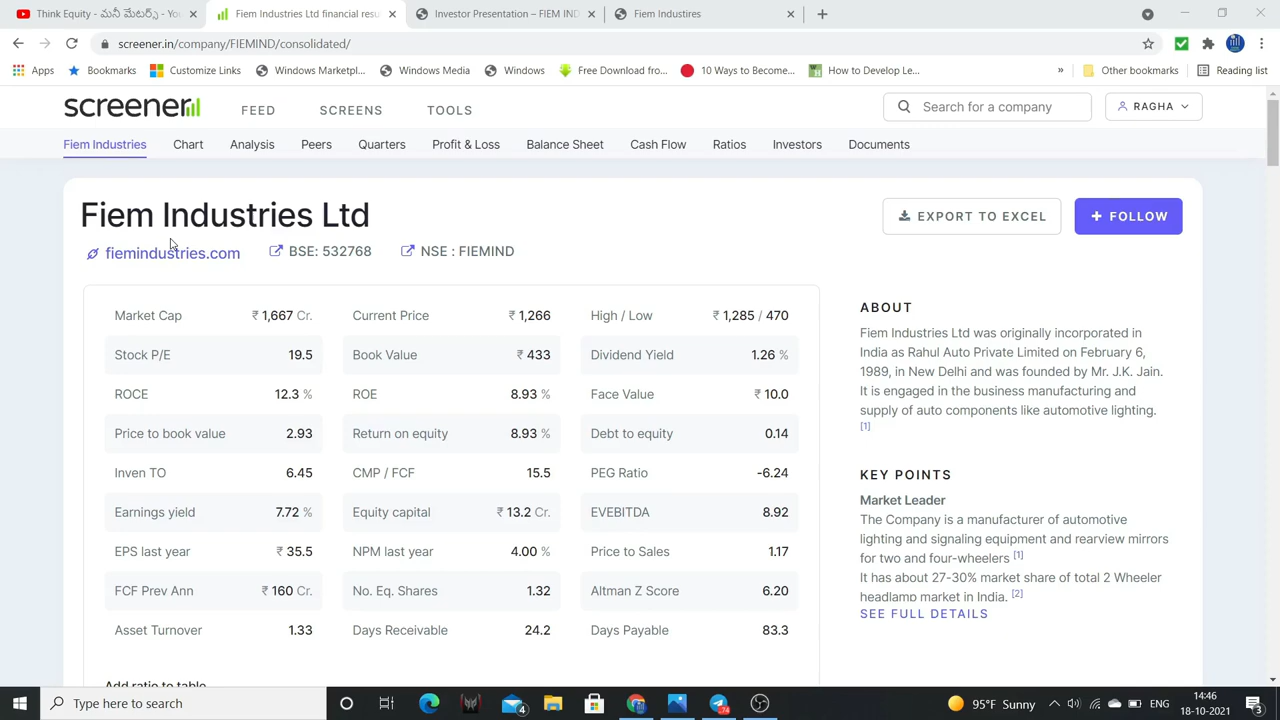 Think Equity - మనీ మేటర్స్ - Yo
Fiem Industries Ltd financial resu
Investor Presentation – FIEM IND
Fiem Industires
screener.in/company/FIEMIND/consolidated/
Apps
Bookmarks
Customize Links
Windows Marketpl...
Windows Media
Windows
Free Download fro...
10 Ways to Become...
How to Develop Le...
»
Other bookmarks
Reading list
screener
FEED
SCREENS
TOOLS
Search for a company
RAGHA
Fiem Industries
Chart
Analysis
Peers
Quarters
Profit & Loss
Balance Sheet
Cash Flow
Ratios
Investors
Documents
Fiem Industries Ltd
EXPORT TO EXCEL
+ FOLLOW
fiemindustries.com
BSE: 532768
NSE : FIEMIND
Market Cap ₹ 1,667 Cr.
Current Price ₹ 1,266
High / Low ₹ 1,285 / 470
Stock P/E 19.5
Book Value ₹ 433
Dividend Yield 1.26 %
ROCE 12.3 %
ROE 8.93 %
Face Value ₹ 10.0
Price to book value 2.93
Return on equity 8.93 %
Debt to equity 0.14
Inven TO 6.45
CMP / FCF 15.5
PEG Ratio -6.24
Earnings yield 7.72 %
Equity capital ₹ 13.2 Cr.
EVEBITDA 8.92
EPS last year ₹ 35.5
NPM last year 4.00 %
Price to Sales 1.17
FCF Prev Ann ₹ 160 Cr.
No. Eq. Shares 1.32
Altman Z Score 6.20
Asset Turnover 1.33
Days Receivable 24.2
Days Payable 83.3
Add ratio to table
ABOUT
Fiem Industries Ltd was originally incorporated in
India as Rahul Auto Private Limited on February 6,
1989, in New Delhi and was founded by Mr. J.K. Jain.
It is engaged in the business manufacturing and
supply of auto components like automotive lighting.
[1]
KEY POINTS
Market Leader
The Company is a manufacturer of automotive
lighting and signaling equipment and rearview mirrors
for two and four-wheelers [1]
It has about 27-30% market share of total 2 Wheeler
headlamp market in India. [2]
SEE FULL DETAILS
Type here to search
4
74
95°F Sunny
ENG
14:46
18-10-2021
3